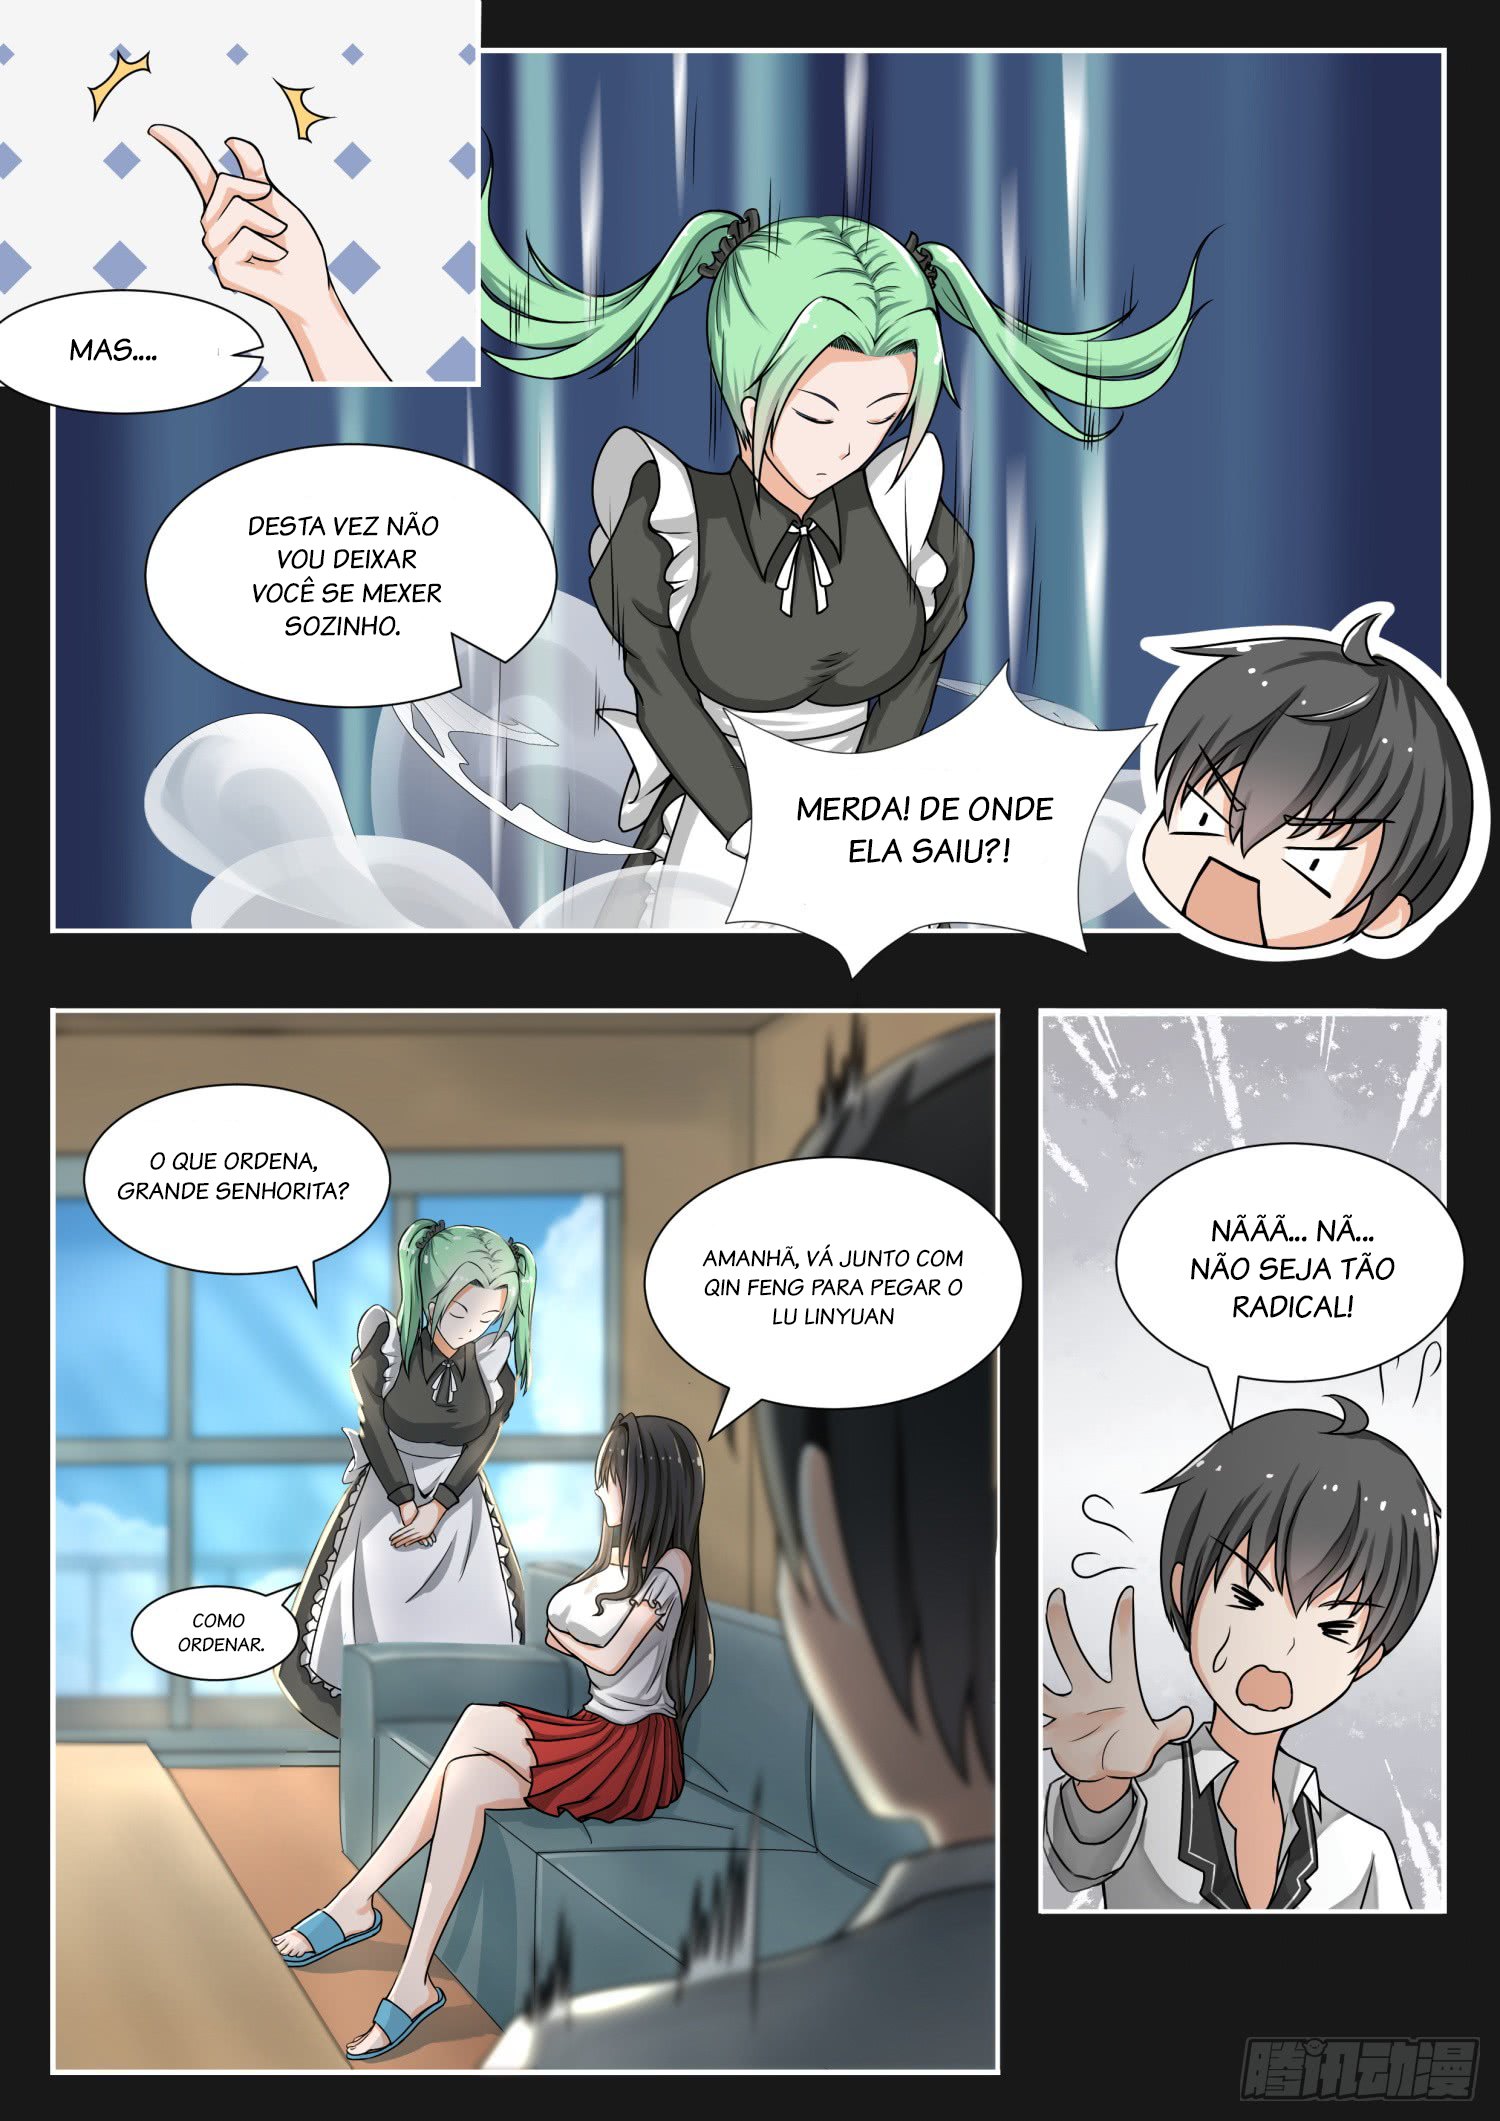 MAS....
DESTA VEZ NÃO
VOU DEIXAR
VOCÊ SE MEXER
SOZINHO.
MERDA! DE ONDE
ELA SAIU?!
O QUE ORDENA,
GRANDE SENHORITA?
AMANHÃ, VÁ JUNTO COM
QIN FENG PARA PEGAR O
LU LINYUAN
COMO
ORDENAR.
NÃÃÃ... NÃ...
NÃO SEJA TÃO
RADICAL!
腾讯动漫